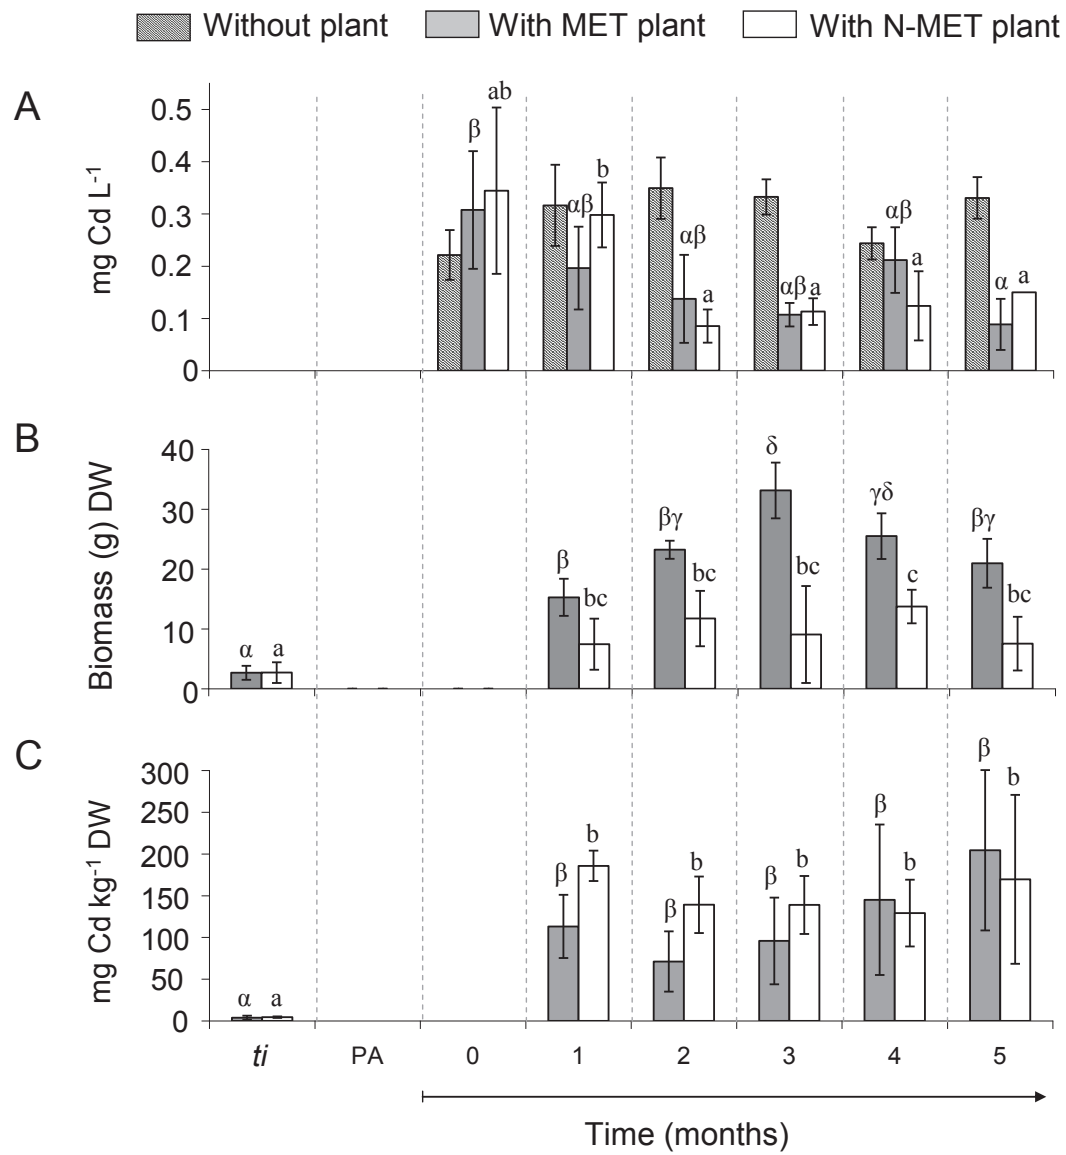 Without plant With MET plant With N-MET plant
A
mg Cd L-1
0.5
0.4
0.3
0.2
0.1
0
β ab
αβ b
αβ a
αβ a
αβ a
α a
B
Biomass (g) DW
40
30
20
10
0
α a
β bc
βγ bc
δ bc
γδ c
βγ bc
C
mg Cd kg-1 DW
300
250
200
150
100
50
0
α a
β b
β b
β b
β b
β b
ti PA 0 1 2 3 4 5
Time (months)